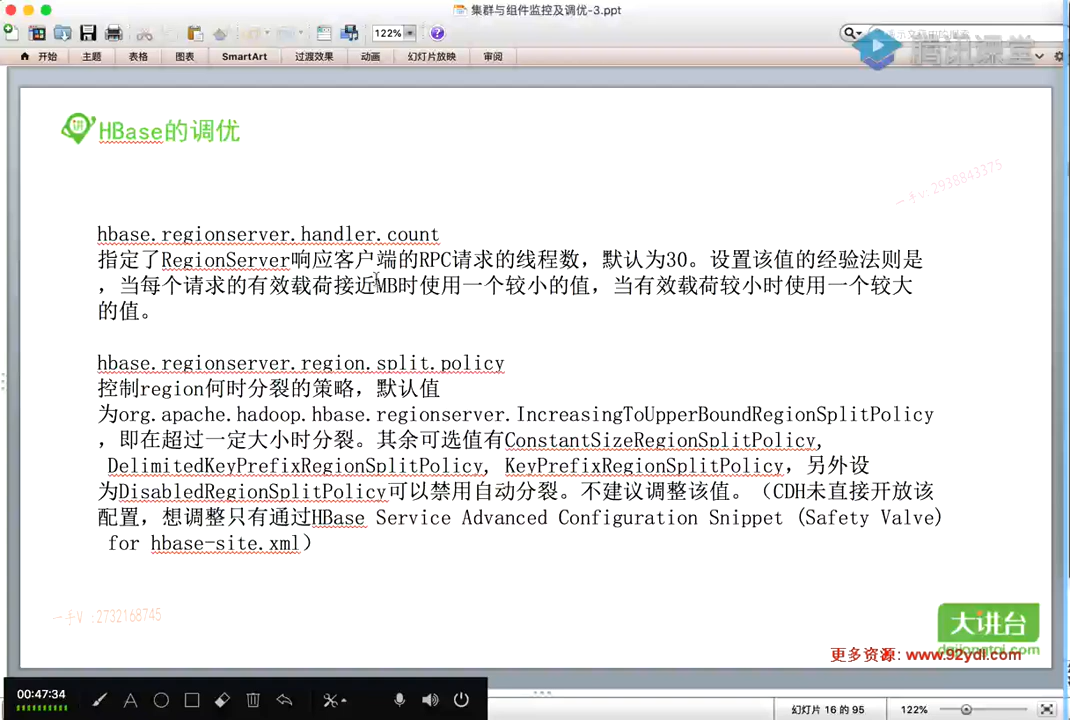 集群与组件监控及调优-3.ppt
122%
开始 主题 表格 图表 SmartArt 过渡效果 动画 幻灯片放映 审阅
腾讯课堂
HBase的调优
一手v:2938843375
hbase.regionserver.handler.count
指定了RegionServer响应客户端的RPC请求的线程数，默认为30。设置该值的经验法则是
，当每个请求的有效载荷接近MB时使用一个较小的值，当有效载荷较小时使用一个较大
的值。
hbase.regionserver.region.split.policy
控制region何时分裂的策略，默认值
为org.apache.hadoop.hbase.regionserver.IncreasingToUpperBoundRegionSplitPolicy
，即在超过一定大小时分裂。其余可选值有ConstantSizeRegionSplitPolicy,
DelimitedKeyPrefixRegionSplitPolicy, KeyPrefixRegionSplitPolicy，另外设
为DisabledRegionSplitPolicy可以禁用自动分裂。不建议调整该值。（CDH未直接开放该
配置，想调整只有通过HBase Service Advanced Configuration Snippet (Safety Valve)
for hbase-site.xml）
一手V :2732168745
大讲台
dajiangtai.com
更多资源: www.92ydl.com
00:47:34
幻灯片 16 的 95 122%